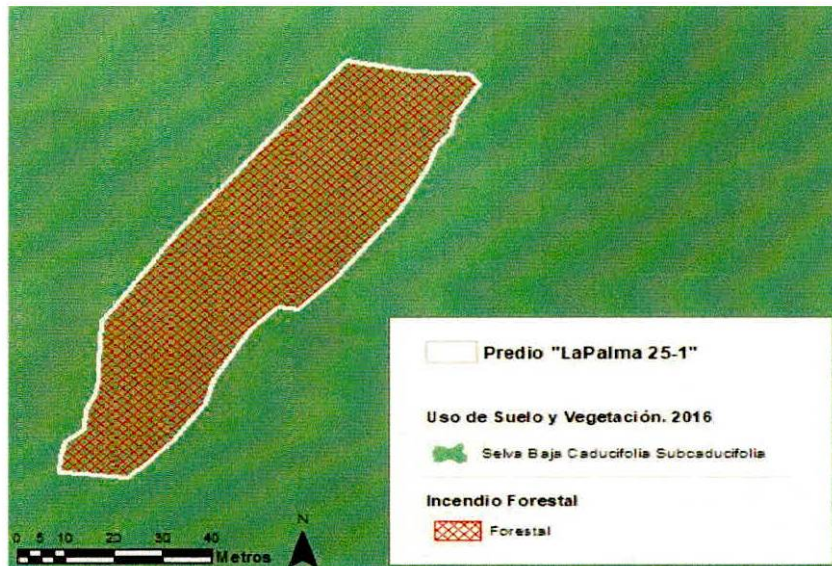 Predio "LaPalma 25-1"
Uso de Suelo y Vegetación. 2016
Selva Baja Caducifolia Subcaducifolia
Incendio Forestal
Forestal
N
0 5 10 20 30 40
Metros